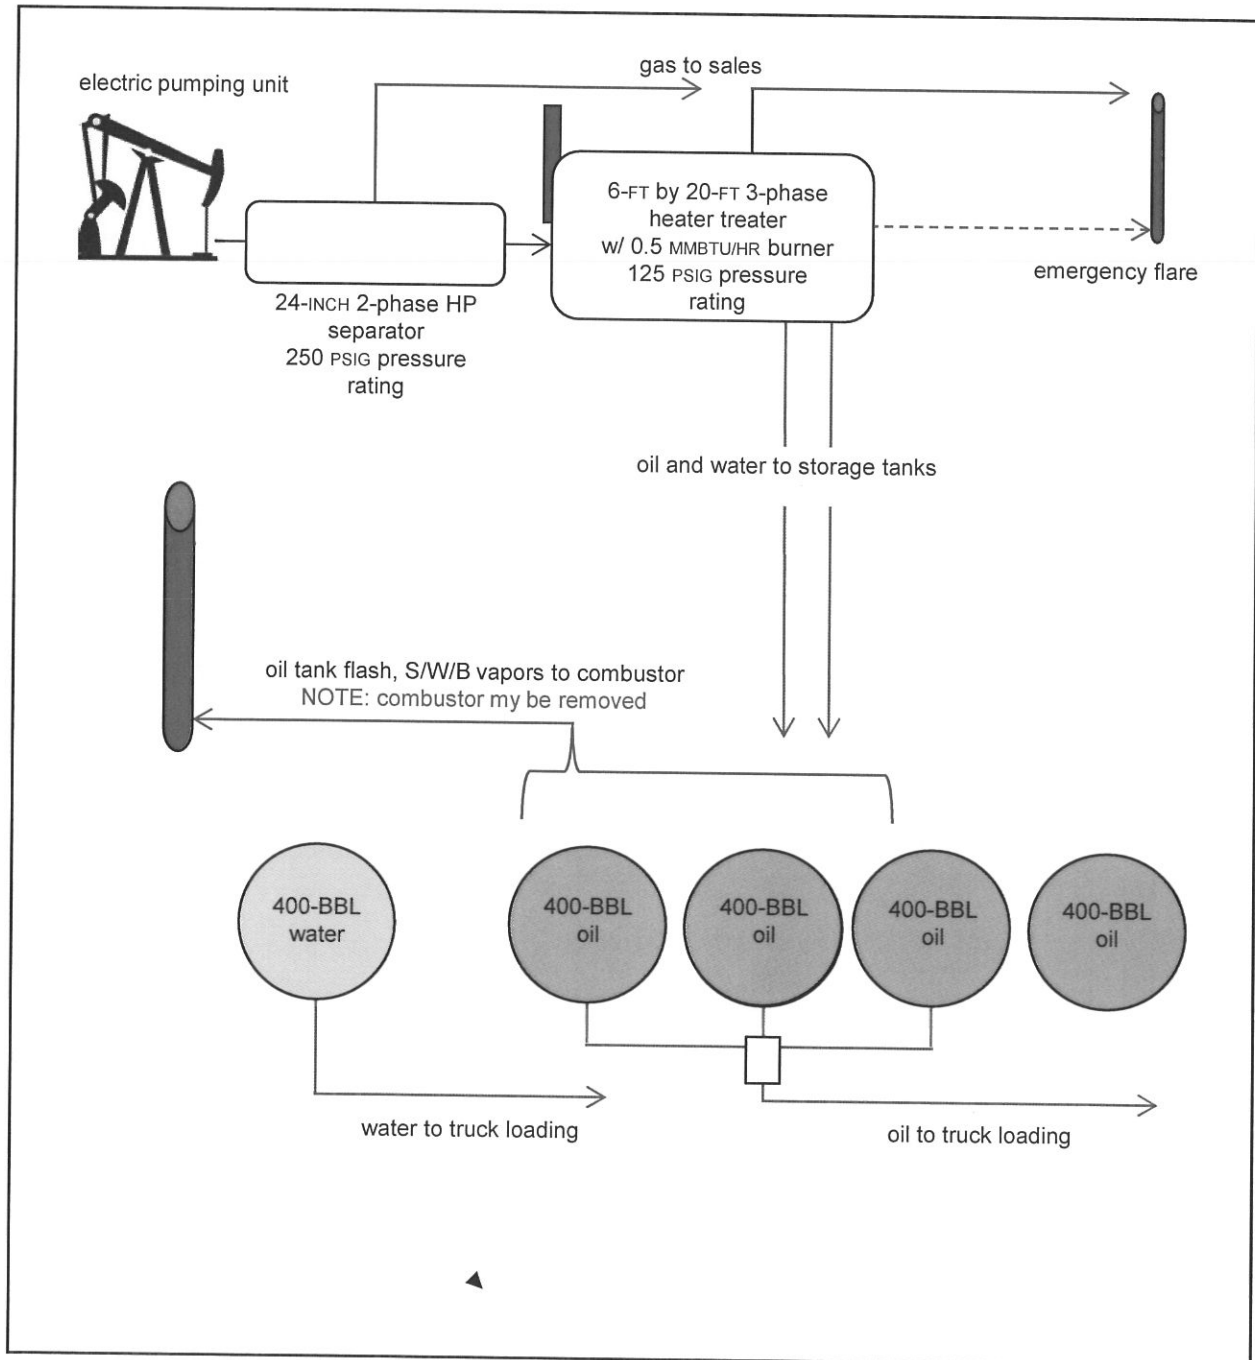 electric pumping unit
gas to sales
6-FT by 20-FT 3-phase
heater treater
w/ 0.5 MMBTU/HR burner
125 PSIG pressure
rating
emergency flare
24-INCH 2-phase HP
separator
250 PSIG pressure
rating
oil and water to storage tanks
oil tank flash, S/W/B vapors to combustor
NOTE: combustor my be removed
400-BBL
water
400-BBL
oil
400-BBL
oil
400-BBL
oil
400-BBL
oil
water to truck loading
oil to truck loading